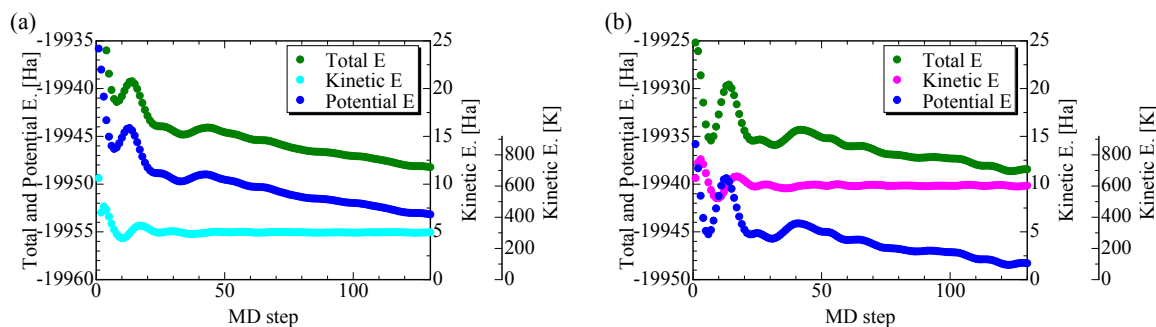 (a)
Total and Potential E. [Ha]
-19935
-19940
-19945
-19950
-19955
-19960
Total E
Kinetic E
Potential E
25
20
15
10
5
0
Kinetic E. [Ha]
800
600
400
200
0
Kinetic E. [K]
0
50
100
MD step
(b)
Total and Potential E. [Ha]
-19925
-19930
-19935
-19940
-19945
-19950
Total E
Kinetic E
Potential E
25
20
15
10
5
0
Kinetic E. [Ha]
800
600
400
200
0
Kinetic E. [K]
0
50
100
MD step